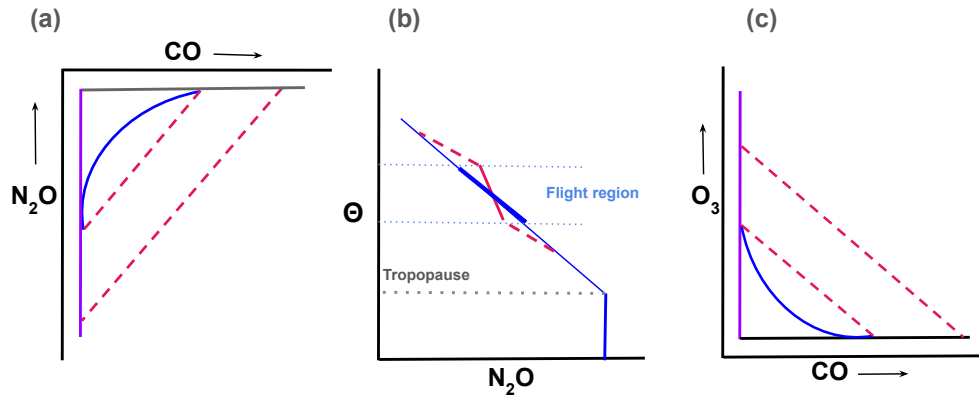 (a)
CO
N₂O
(b)
Θ
Flight region
Tropopause
N₂O
(c)
O₃
CO